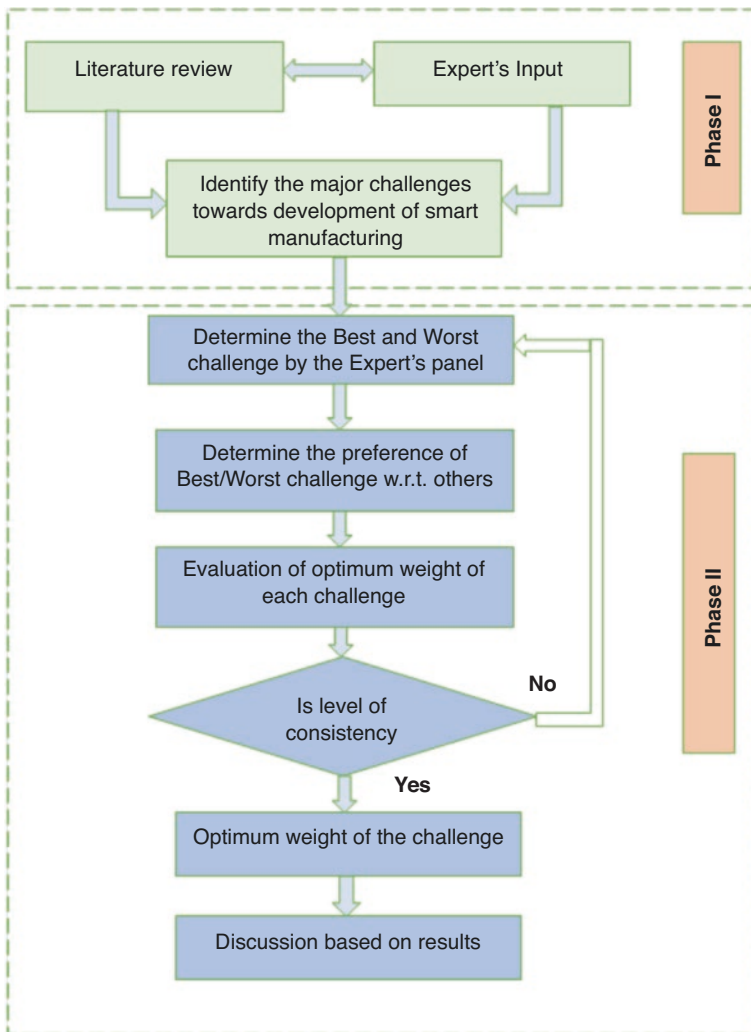 Literature review
Expert's Input
Phase I
Identify the major challenges
towards development of smart
manufacturing
Determine the Best and Worst
challenge by the Expert's panel
Determine the preference of
Best/Worst challenge w.r.t. others
Evaluation of optimum weight of
each challenge
Phase II
No
Is level of
consistency
Yes
Optimum weight of the challenge
Discussion based on results